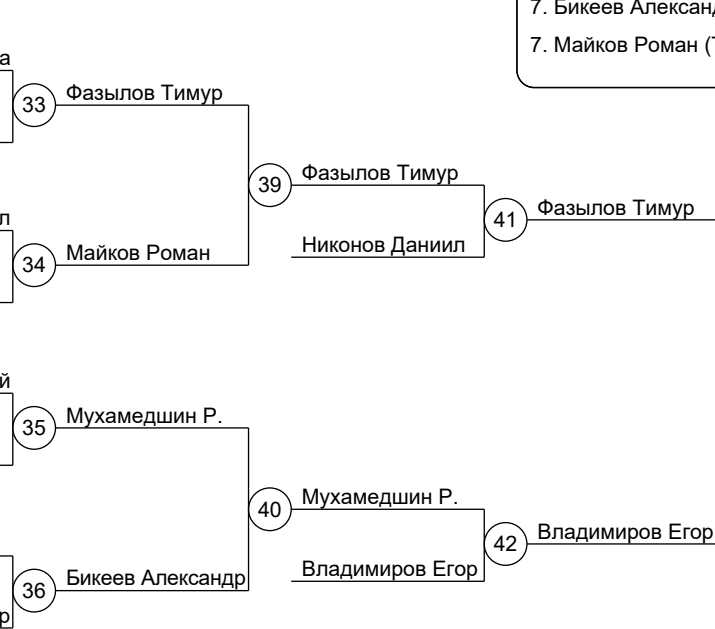 7. Бикеев Александ
7. Майков Роман (
а
33 Фазылов Тимур
39 Фазылов Тимур
41 Фазылов Тимур
л
34 Майков Роман
Никонов Даниил
й
35 Мухамедшин Р.
40 Мухамедшин Р.
42 Владимиров Егор
36 Бикеев Александр
Владимиров Егор
р